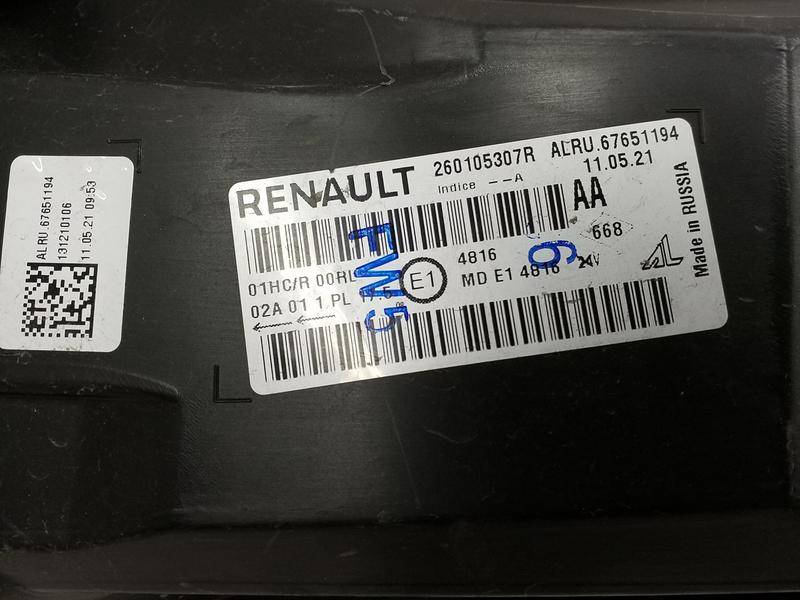 ALRU.67651194
131210106
11.05.21 09:53
RENAULT 260105307R ALRU.67651194
Indice --A 11.05.21
AA
668
01HC/R 00RL E1 4816
02A 01 1 PL MD E1 4816 24V
FW5
6
Made in RUSSIA